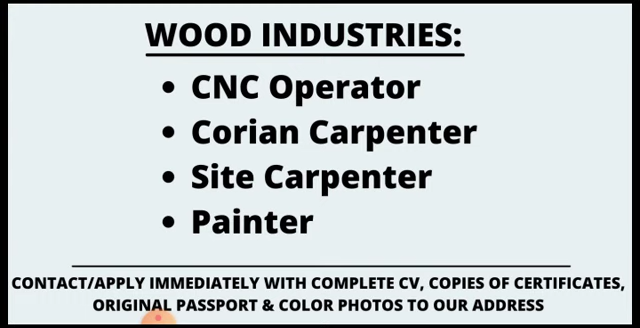 WOOD INDUSTRIES:
• CNC Operator
• Corian Carpenter
• Site Carpenter
• Painter
CONTACT/APPLY IMMEDIATELY WITH COMPLETE CV, COPIES OF CERTIFICATES,
ORIGINAL PASSPORT & COLOR PHOTOS TO OUR ADDRESS